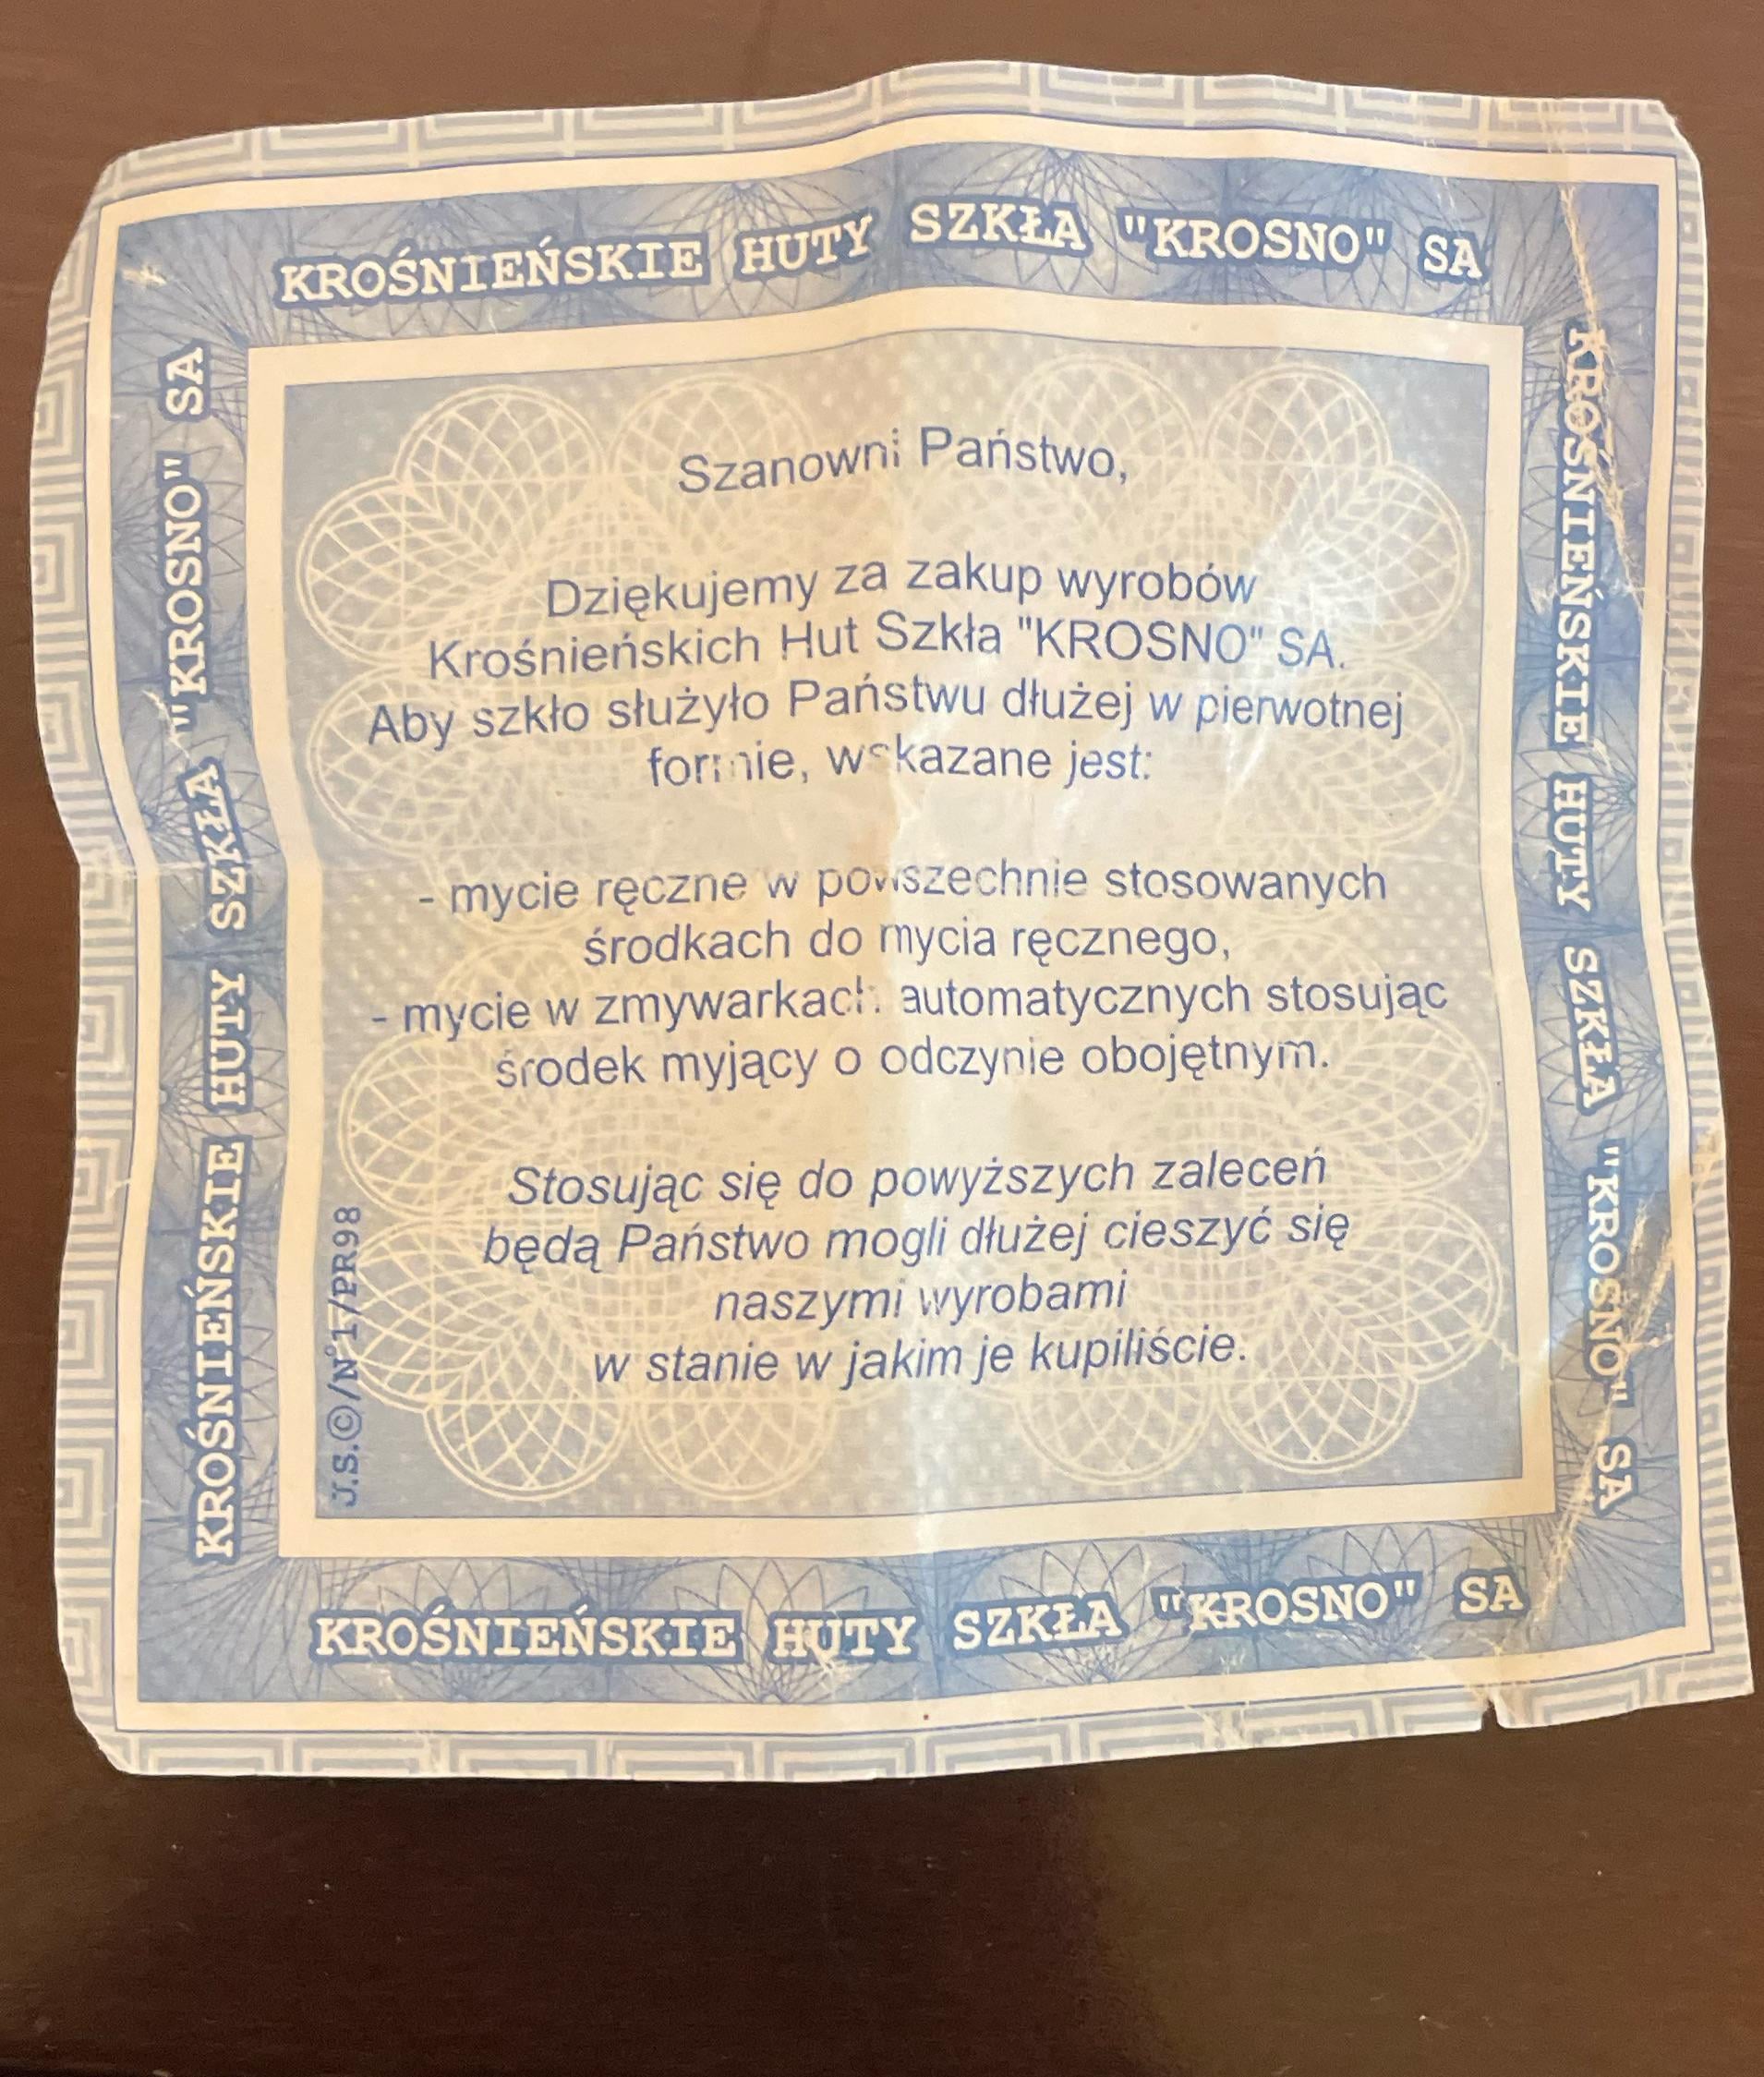 KROŚNIEŃSKIE HUTY SZKŁA "KROSNO" SA
KROŚNIEŃSKIE HUTY SZKŁA "KROSNO" SA
KROŚNIEŃSKIE HUTY SZKŁA "KROSNO" SA
Szanowni Państwo,
Dziękujemy za zakup wyrobów
Krośnieńskich Hut Szkła "KROSNO" SA.
Aby szkło służyło Państwu dłużej w pierwotnej
formie, wskazane jest:
- mycie ręczne w powszechnie stosowanych
środkach do mycia ręcznego,
- mycie w zmywarkach automatycznych stosując
środek myjący o odczynie obojętnym.
Stosując się do powyższych zaleceń
będą Państwo mogli dłużej cieszyć się
naszymi wyrobami
w stanie w jakim je kupiliście.
J.S.©/N°1/PR98
KROŚNIEŃSKIE HUTY SZKŁA "KROSNO" SA